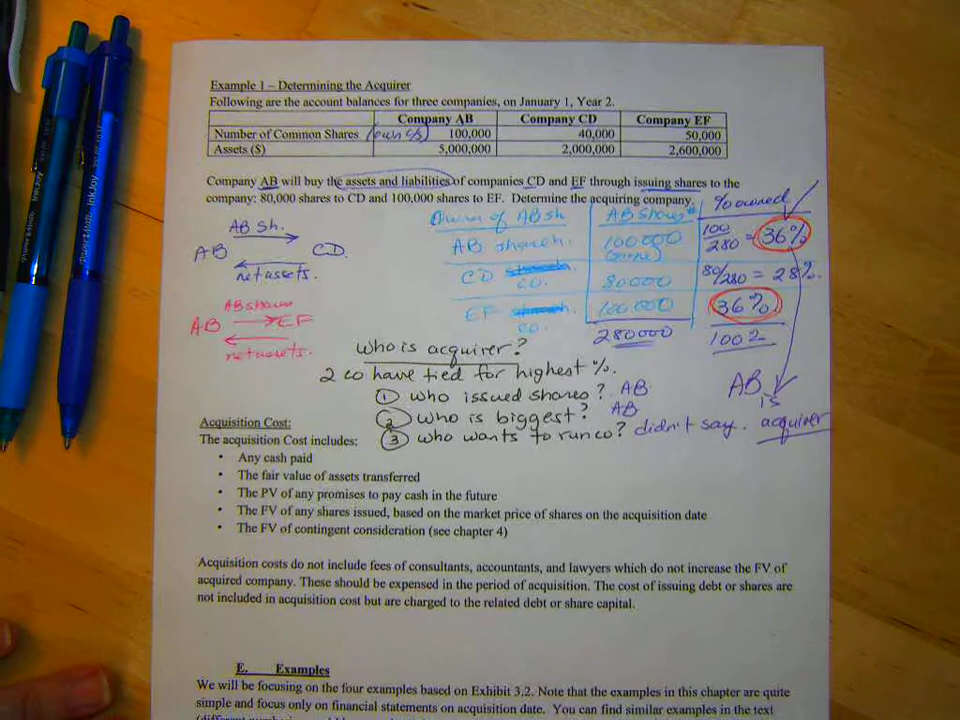 Example 1 – Determining the Acquirer
Following are the account balances for three companies, on January 1, Year 2.
Company AB Company CD Company EF
Number of Common Shares (own c/s) 100,000 40,000 50,000
Assets ($) 5,000,000 2,000,000 2,600,000
Company AB will buy the assets and liabilities of companies CD and EF through issuing shares to the
company: 80,000 shares to CD and 100,000 shares to EF. Determine the acquiring company.
% owned
Owner of AB sh AB shares
AB sh.
AB CD.
net assets.
AB shareh. 100000 100/280 = 36%
CD co. 80000 80/280 = 28%.
EF co. 100.000 36%
280000 100%
AB shares
AB EF
net assets.
who is acquirer?
2 co have tied for highest %.
① who issued shares? AB
② who is biggest? AB
③ who wants to run co? didn't say.
AB is acquirer
Acquisition Cost:
The acquisition Cost includes:
• Any cash paid
• The fair value of assets transferred
• The PV of any promises to pay cash in the future
• The FV of any shares issued, based on the market price of shares on the acquisition date
• The FV of contingent consideration (see chapter 4)
Acquisition costs do not include fees of consultants, accountants, and lawyers which do not increase the FV of
acquired company. These should be expensed in the period of acquisition. The cost of issuing debt or shares are
not included in acquisition cost but are charged to the related debt or share capital.
E. Examples
We will be focusing on the four examples based on Exhibit 3.2. Note that the examples in this chapter are quite
simple and focus only on financial statements on acquisition date. You can find similar examples in the text
InkJoy
InkJoy